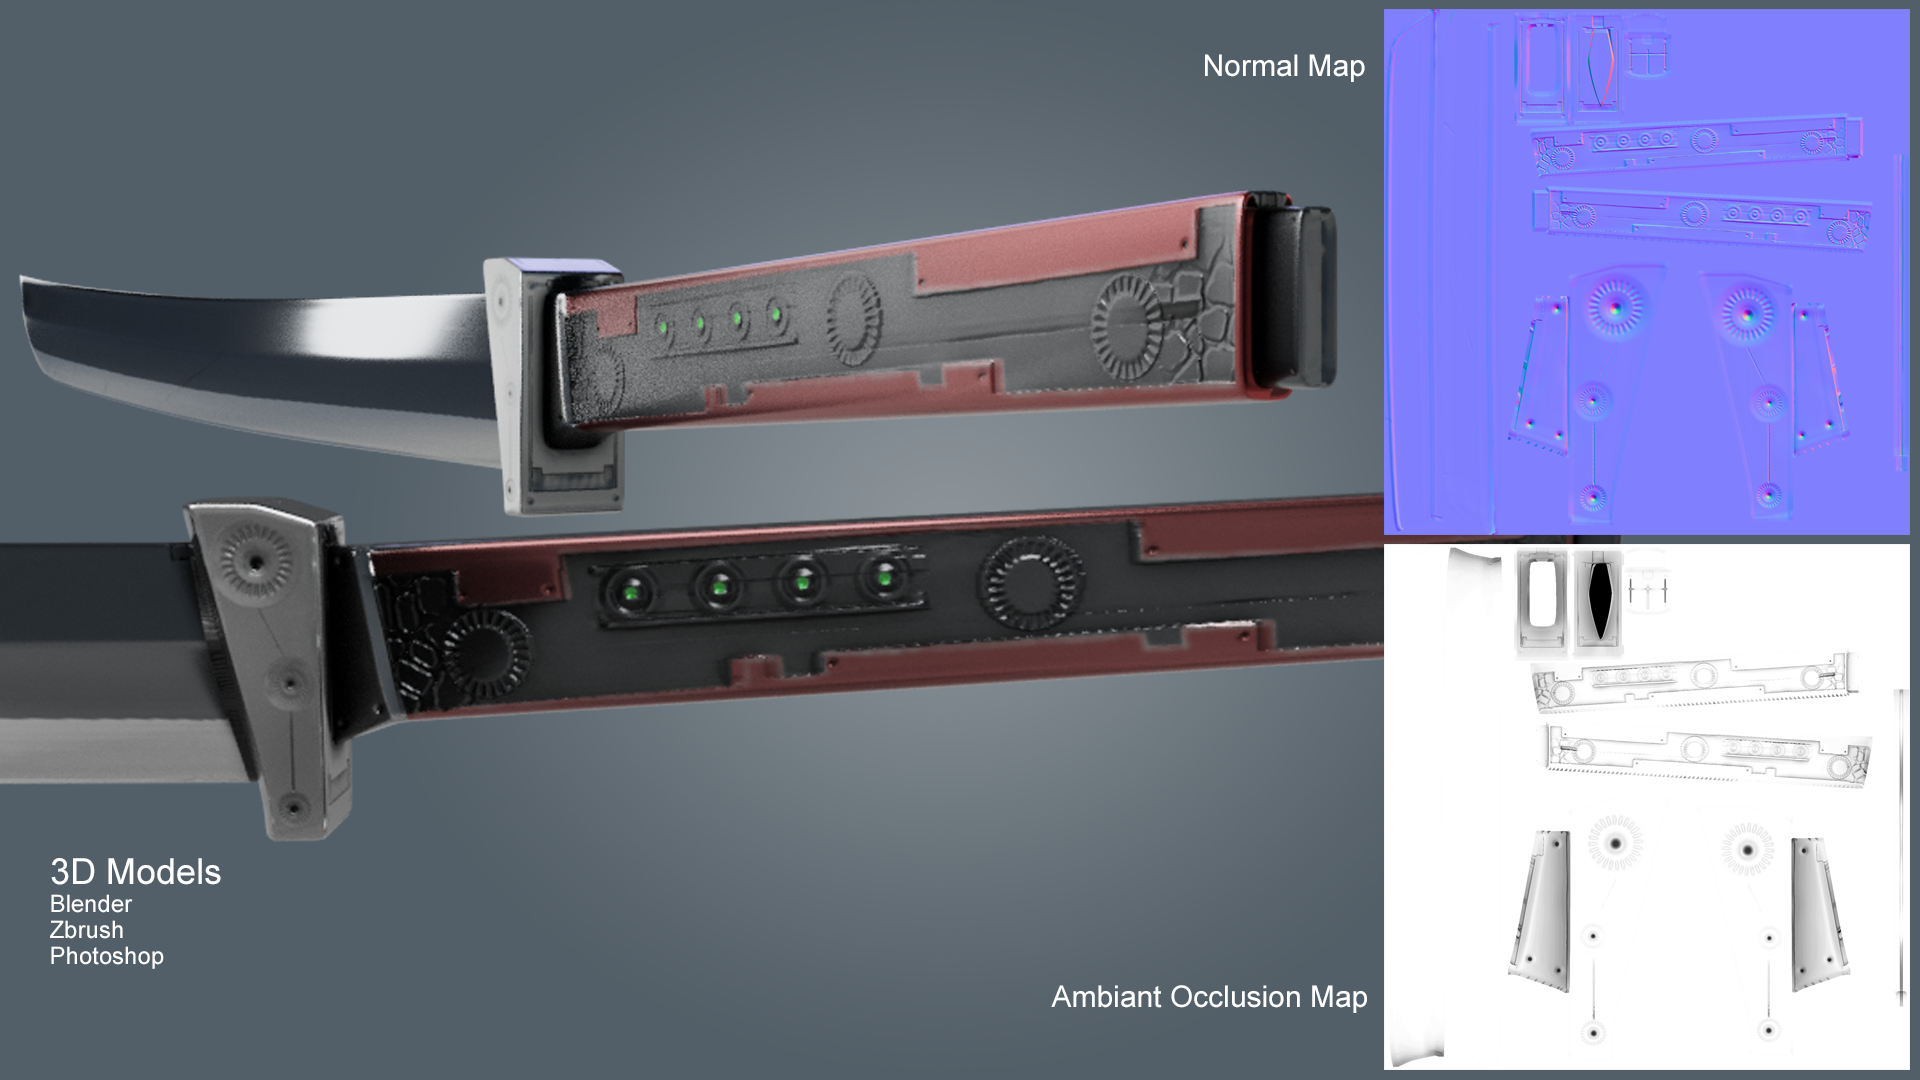 Normal Map
3D Models
Blender
Zbrush
Photoshop
Ambiant Occlusion Map